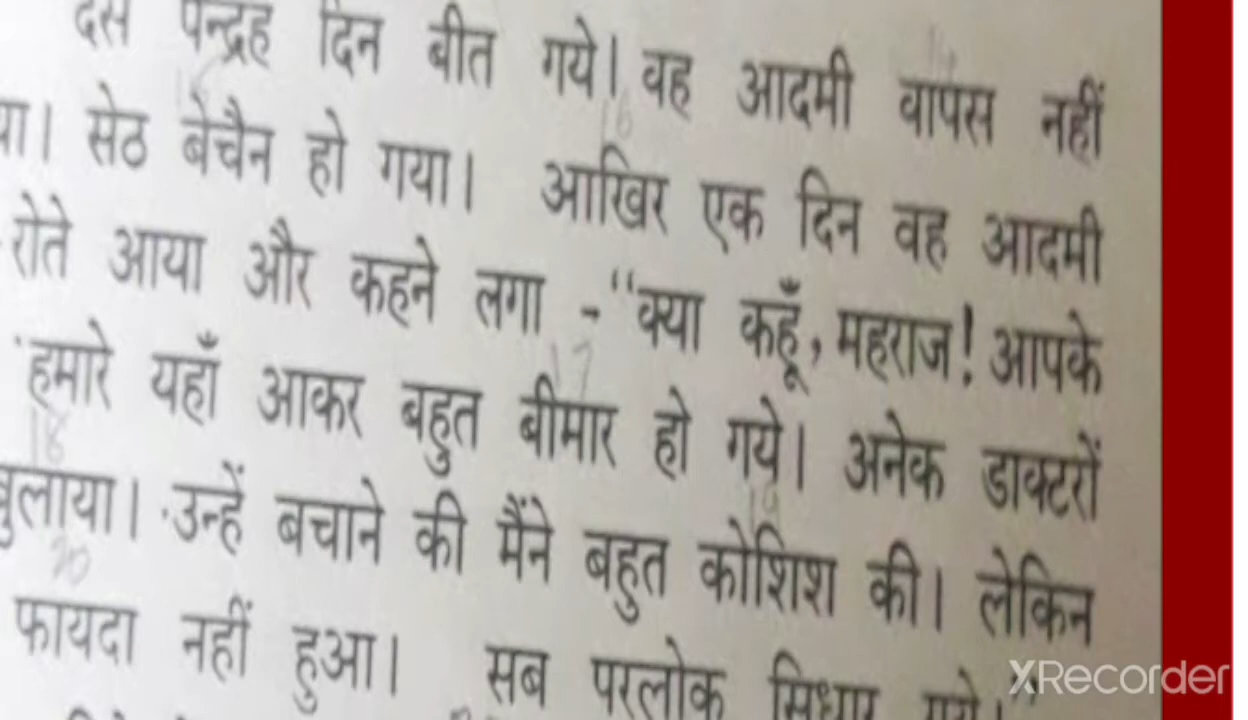 दस पन्द्रह दिन बीत गये। वह आदमी वापस नहीं
सेठ बेचैन हो गया। आखिर एक दिन वह आदमी
रोते आया और कहने लगा - "क्या कहूँ, महराज! आपके
हमारे यहाँ आकर बहुत बीमार हो गये। अनेक डाक्टरों
बुलाया। उन्हें बचाने की मैंने बहुत कोशिश की। लेकिन
फायदा नहीं हुआ। सब परलोक सिधार गये।"
XRecorder